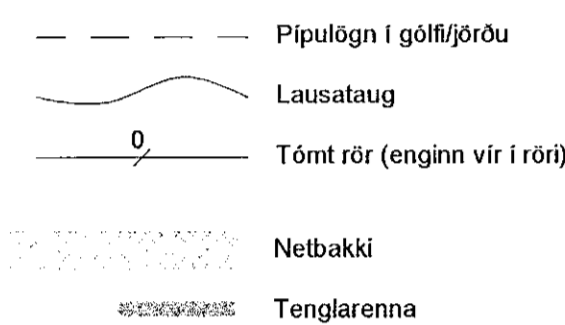 Pípulögn í gólfi/jörðu
Lausataug
0
Tómt rör (enginn vír í röri)
Netbakki
Tenglarenna